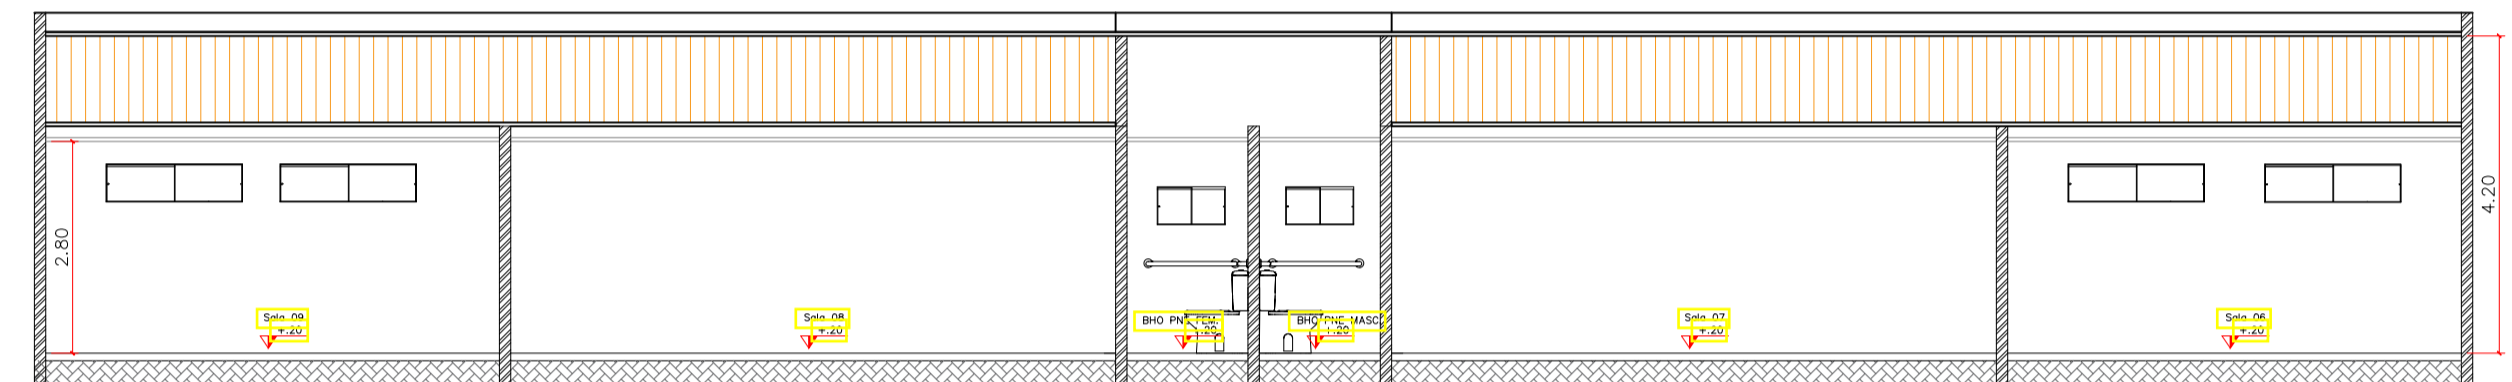 2.80
4.20
Sala 09
+.20
Sala 08
+.20
BHO PNE FEM.
+.20
BHO PNE MASC.
+.20
Sala 07
+.20
Sala 06
+.20